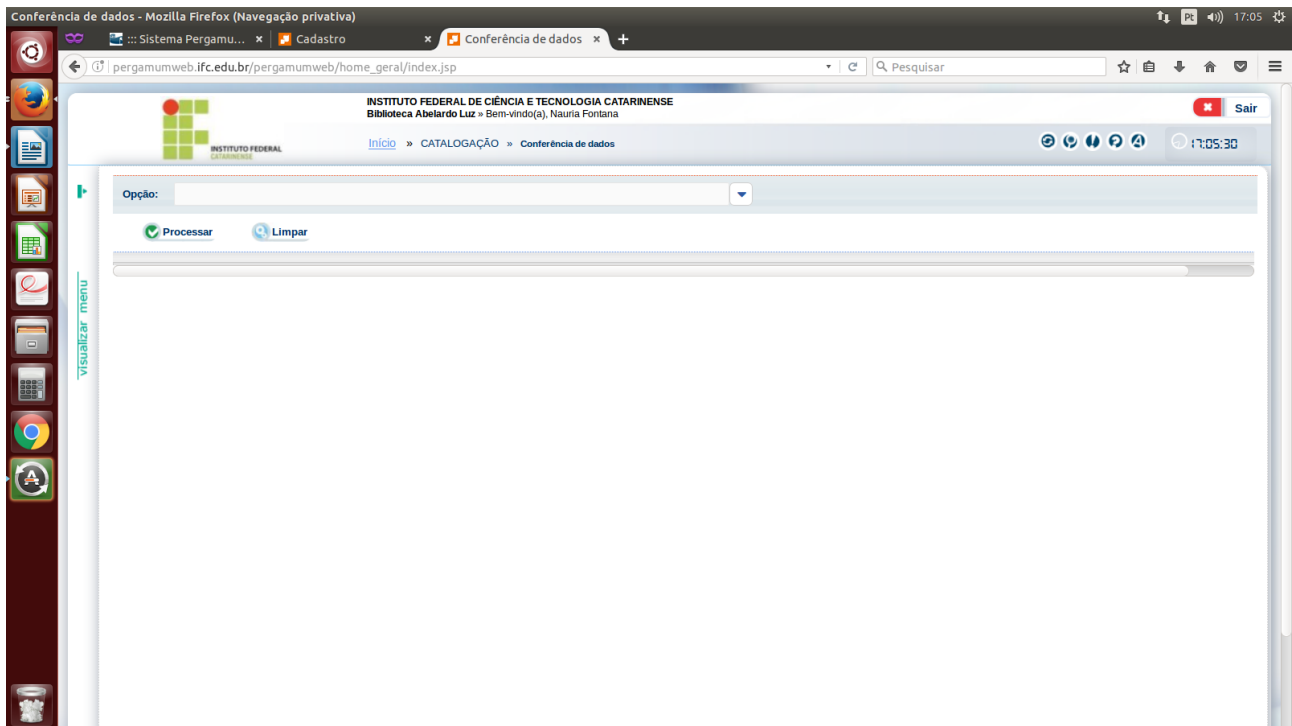 Conferência de dados - Mozilla Firefox (Navegação privativa)
Pt 17:05
::: Sistema Pergamu... × Cadastro × Conferência de dados × +
pergamumweb.ifc.edu.br/pergamumweb/home_geral/index.jsp Pesquisar
INSTITUTO FEDERAL DE CIÊNCIA E TECNOLOGIA CATARINENSE
Biblioteca Abelardo Luz » Bem-vindo(a), Nauria Fontana
Sair
INSTITUTO FEDERAL
CATARINENSE
Início » CATALOGAÇÃO » Conferência de dados
17:05:30
Opção:
Processar Limpar
visualizar menu